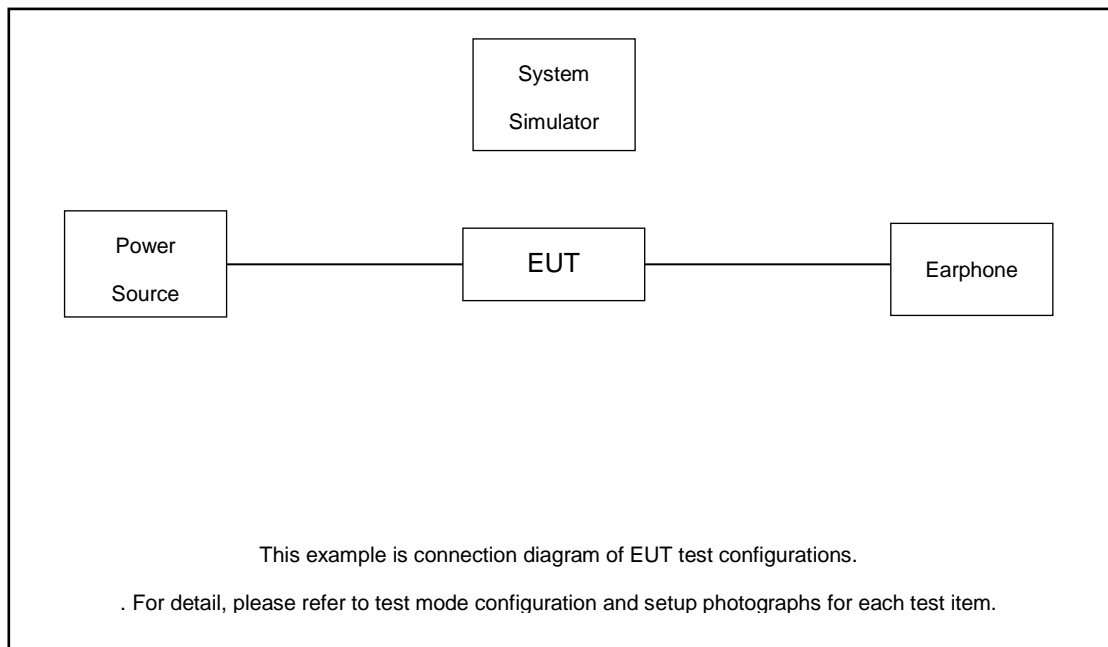 System
Simulator
Power
Source
EUT
Earphone
This example is connection diagram of EUT test configurations.
. For detail, please refer to test mode configuration and setup photographs for each test item.